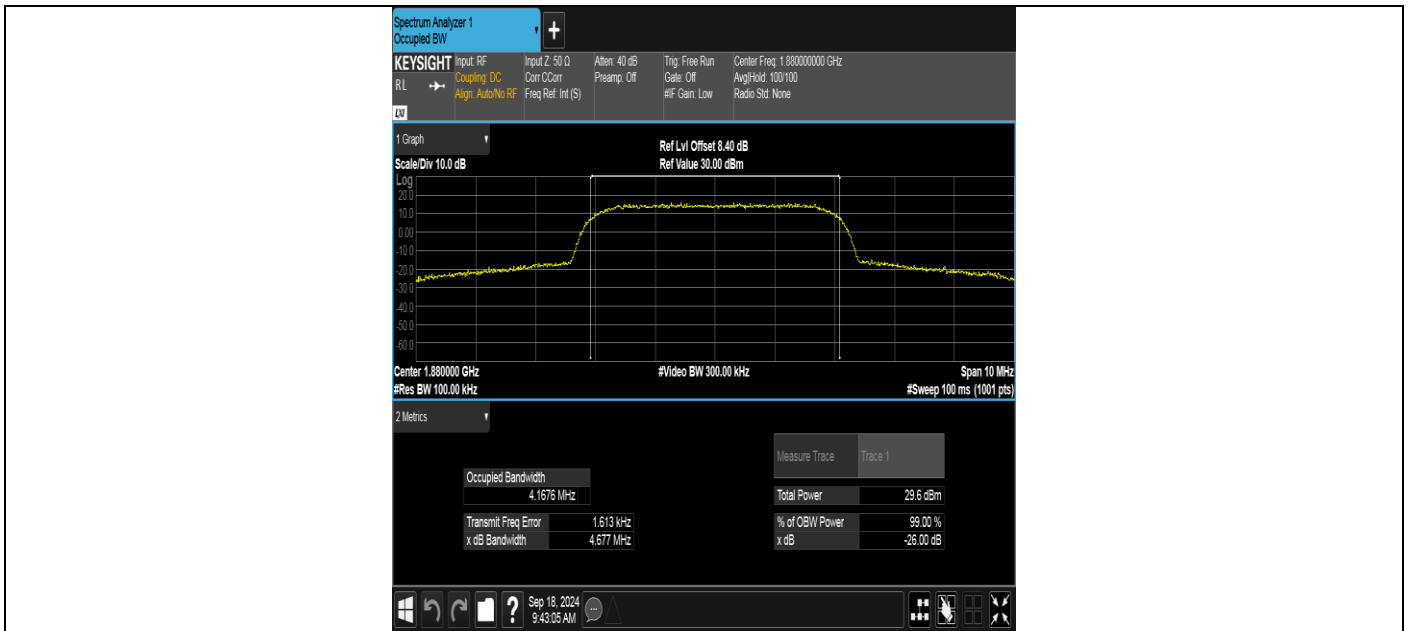 Spectrum Analyzer 1
Occupied BW
+
KEYSIGHT
RL
LXI
Input: RF
Coupling: DC
Align: Auto/No RF
Input Z: 50 Ω
Corr CCorr
Freq Ref: Int (S)
Atten: 40 dB
Preamp: Off
Trig: Free Run
Gate: Off
#IF Gain: Low
Center Freq: 1.880000000 GHz
Avg|Hold: 100/100
Radio Std: None
1 Graph
Scale/Div 10.0 dB
Ref Lvl Offset 8.40 dB
Ref Value 30.00 dBm
Log
20.0
10.0
0.00
-10.0
-20.0
-30.0
-40.0
-50.0
-60.0
Center 1.880000 GHz
#Res BW 100.00 kHz
#Video BW 300.00 kHz
Span 10 MHz
#Sweep 100 ms (1001 pts)
2 Metrics
Measure Trace Trace 1
Occupied Bandwidth
4.1676 MHz
Total Power 29.6 dBm
Transmit Freq Error 1.613 kHz
% of OBW Power 99.00 %
x dB Bandwidth 4.677 MHz
x dB -26.00 dB
?
Sep 18, 2024
9:43:05 AM